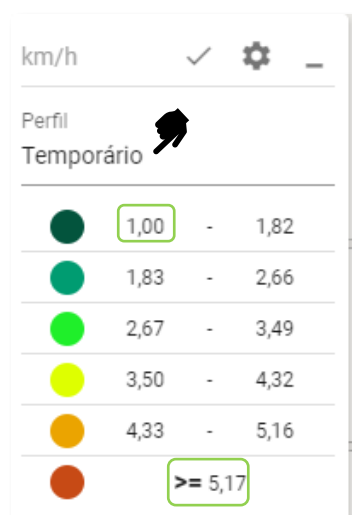 km/h
Perfil
Temporário
1,00 - 1,82
1,83 - 2,66
2,67 - 3,49
3,50 - 4,32
4,33 - 5,16
>= 5,17